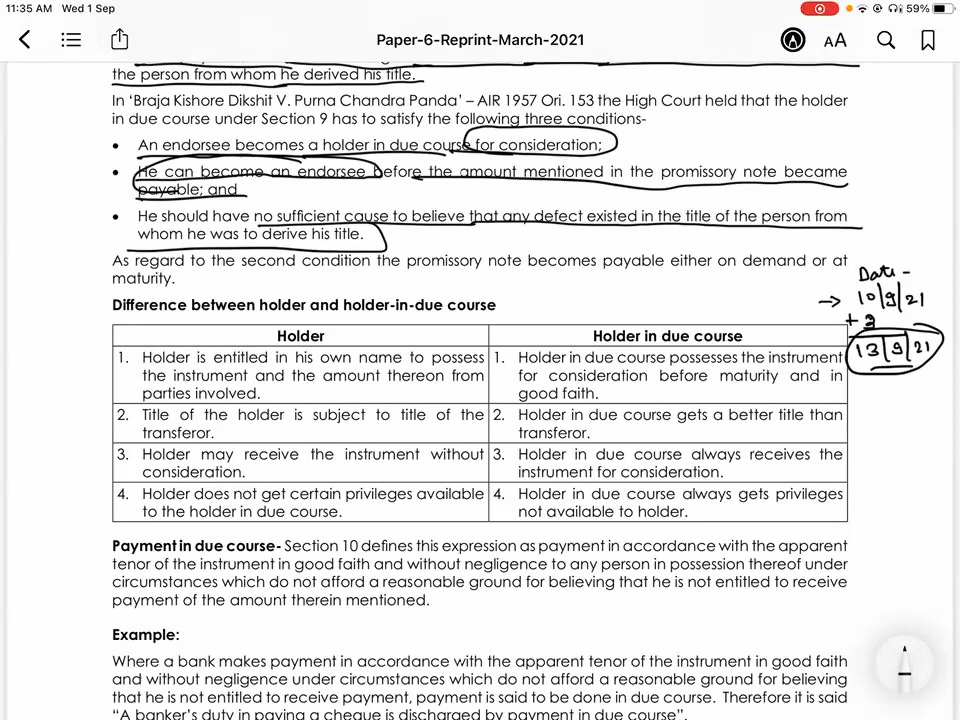 11:35 AM Wed 1 Sep
59%
Paper-6-Reprint-March-2021
AA
the person from whom he derived his title.
In ‘Braja Kishore Dikshit V. Purna Chandra Panda’ – AIR 1957 Ori. 153 the High Court held that the holder
in due course under Section 9 has to satisfy the following three conditions-
• An endorsee becomes a holder in due course for consideration;
• He can become an endorsee before the amount mentioned in the promissory note became
payable; and
• He should have no sufficient cause to believe that any defect existed in the title of the person from
whom he was to derive his title.
As regard to the second condition the promissory note becomes payable either on demand or at
maturity.
Date -
→ 10/9/21
+ 3
13/9/21
Difference between holder and holder-in-due course
Holder
Holder in due course
1. Holder is entitled in his own name to possess
the instrument and the amount thereon from
parties involved.
1. Holder in due course possesses the instrument
for consideration before maturity and in
good faith.
2. Title of the holder is subject to title of the
transferor.
2. Holder in due course gets a better title than
transferor.
3. Holder may receive the instrument without
consideration.
3. Holder in due course always receives the
instrument for consideration.
4. Holder does not get certain privileges available
to the holder in due course.
4. Holder in due course always gets privileges
not available to holder.
Payment in due course- Section 10 defines this expression as payment in accordance with the apparent
tenor of the instrument in good faith and without negligence to any person in possession thereof under
circumstances which do not afford a reasonable ground for believing that he is not entitled to receive
payment of the amount therein mentioned.
Example:
Where a bank makes payment in accordance with the apparent tenor of the instrument in good faith
and without negligence under circumstances which do not afford a reasonable ground for believing
that he is not entitled to receive payment, payment is said to be done in due course. Therefore it is said
“A banker’s duty in paying a cheque is discharged by payment in due course”.